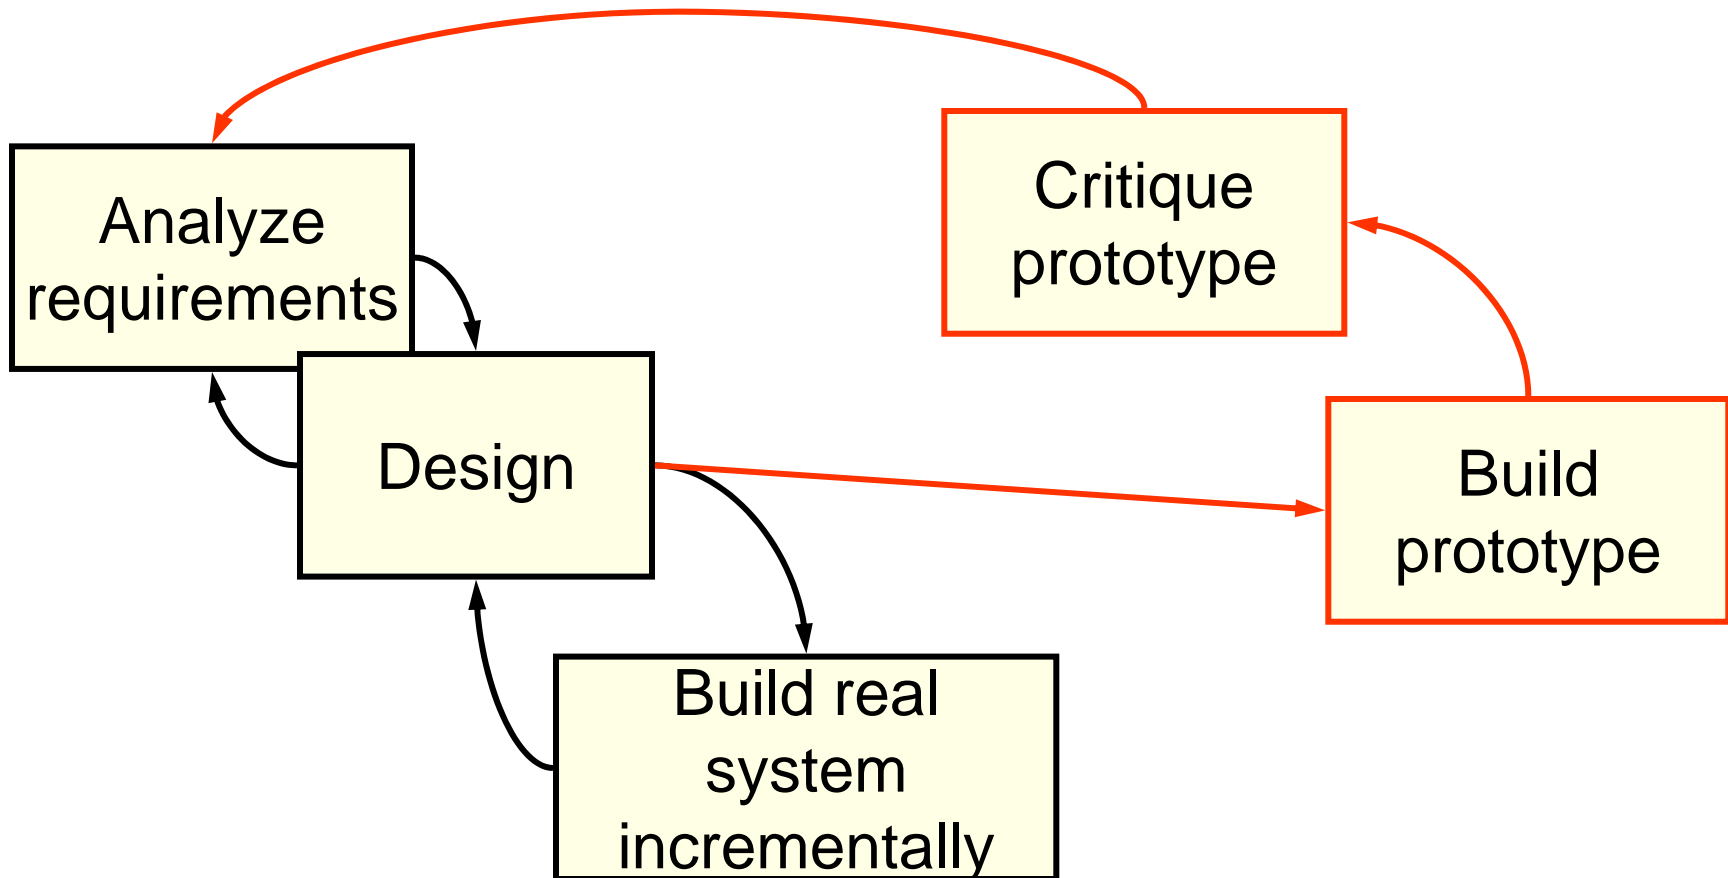 Analyze
requirements
Critique
prototype
Design
Build
prototype
Build real
system
incrementally